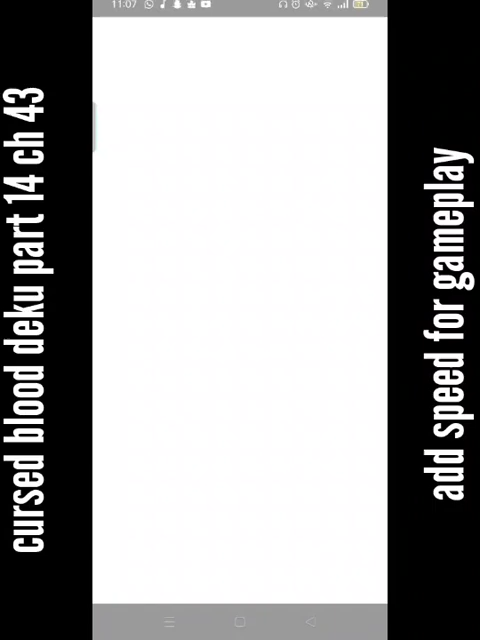 11:07
cursed blood deku part 14 ch 43
add speed for gameplay